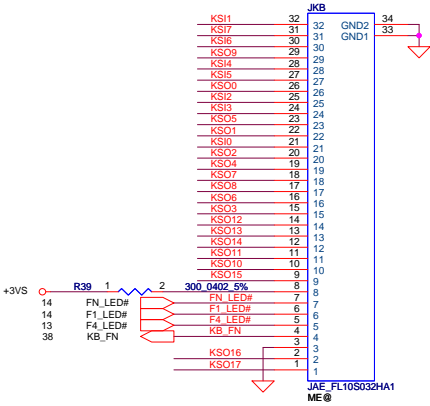 JKB
KSI1 32 32 GND2 34
KSI7 31 31 GND1 33
KSI6 30 30
KSO9 29 29
KSI4 28 28
KSI5 27 27
KSO0 26 26
KSI2 25 25
KSI3 24 24
KSO5 23 23
KSO1 22 22
KSI0 21 21
KSO2 20 20
KSO4 19 19
KSO7 18 18
KSO8 17 17
KSO6 16 16
KSO3 15 15
KSO12 14 14
KSO13 13 13
KSO14 12 12
KSO11 11 11
KSO10 10 10
KSO15 9 9
+3VS R39 1 2 300_0402_5% 8 8
14 FN_LED# FN_LED# 7 7
14 F1_LED# F1_LED# 6 6
13 F4_LED# F4_LED# 5 5
38 KB_FN KB_FN 4 4
3 3
KSO16 2 2
KSO17 1 1
JAE_FL10S032HA1
ME@